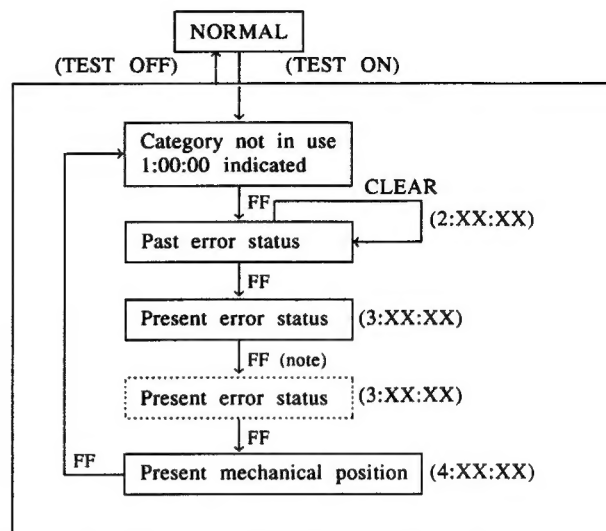 NORMAL
(TEST OFF) (TEST ON)
Category not in use
1:00:00 indicated
FF
CLEAR
(2:XX:XX)
Past error status
FF
Present error status (3:XX:XX)
FF (note)
Present error status (3:XX:XX)
FF
FF
Present mechanical position (4:XX:XX)